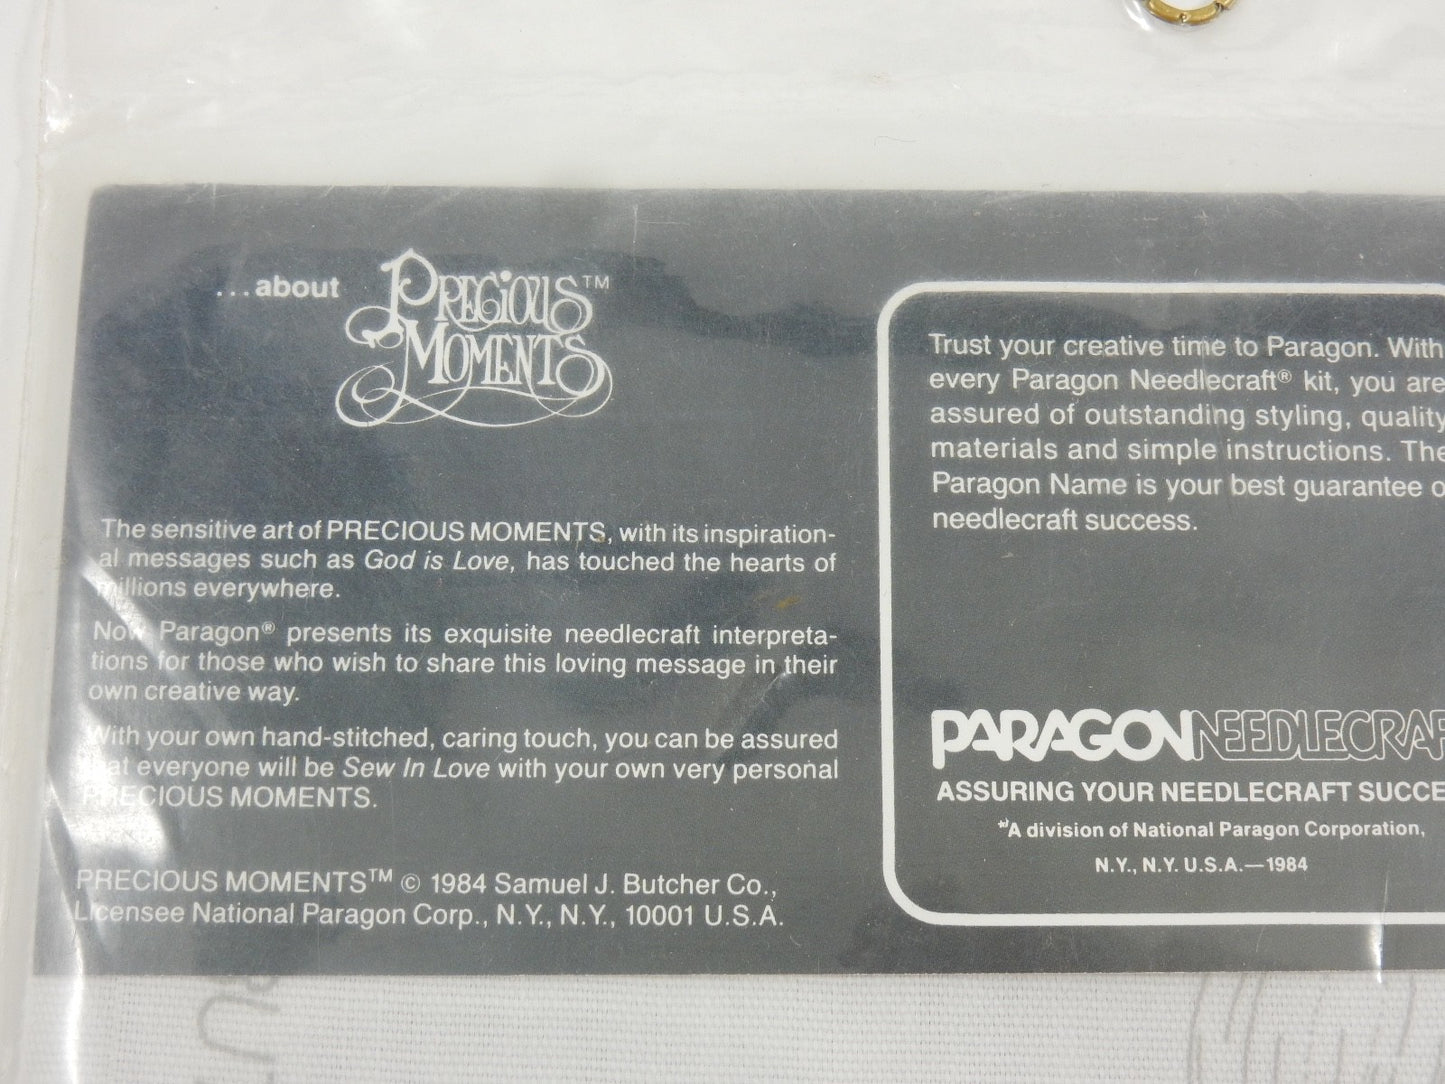 ...about PRECIOUS™
MOMENTS
The sensitive art of PRECIOUS MOMENTS, with its inspiration-
al messages such as God is Love, has touched the hearts of
millions everywhere.
Now Paragon® presents its exquisite needlecraft interpreta-
tions for those who wish to share this loving message in their
own creative way.
With your own hand-stitched, caring touch, you can be assured
that everyone will be Sew In Love with your own very personal
PRECIOUS MOMENTS.
PRECIOUS MOMENTS™ © 1984 Samuel J. Butcher Co.,
Licensee National Paragon Corp., N.Y., N.Y., 10001 U.S.A.
Trust your creative time to Paragon. With
every Paragon Needlecraft® kit, you are
assured of outstanding styling, quality
materials and simple instructions. The
Paragon Name is your best guarantee o
needlecraft success.
PARAGON NEEDLECRAF
ASSURING YOUR NEEDLECRAFT SUCCE
*A division of National Paragon Corporation,
N.Y., N.Y. U.S.A.—1984